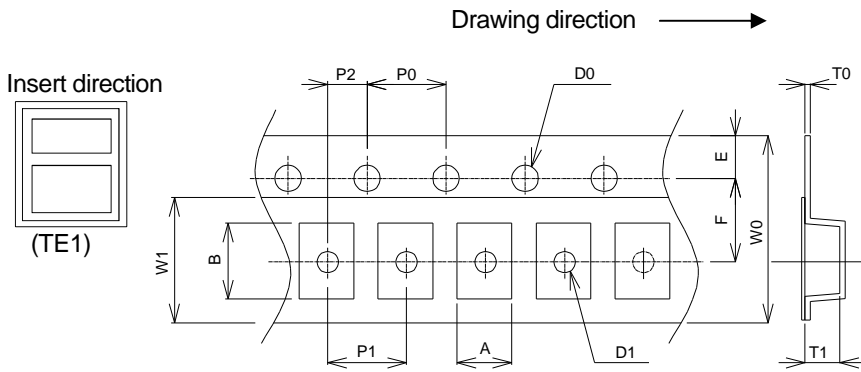 Drawing direction
Insert direction
(TE1)
P2
P0
D0
T0
E
F
W0
W1
B
P1
A
D1
T1